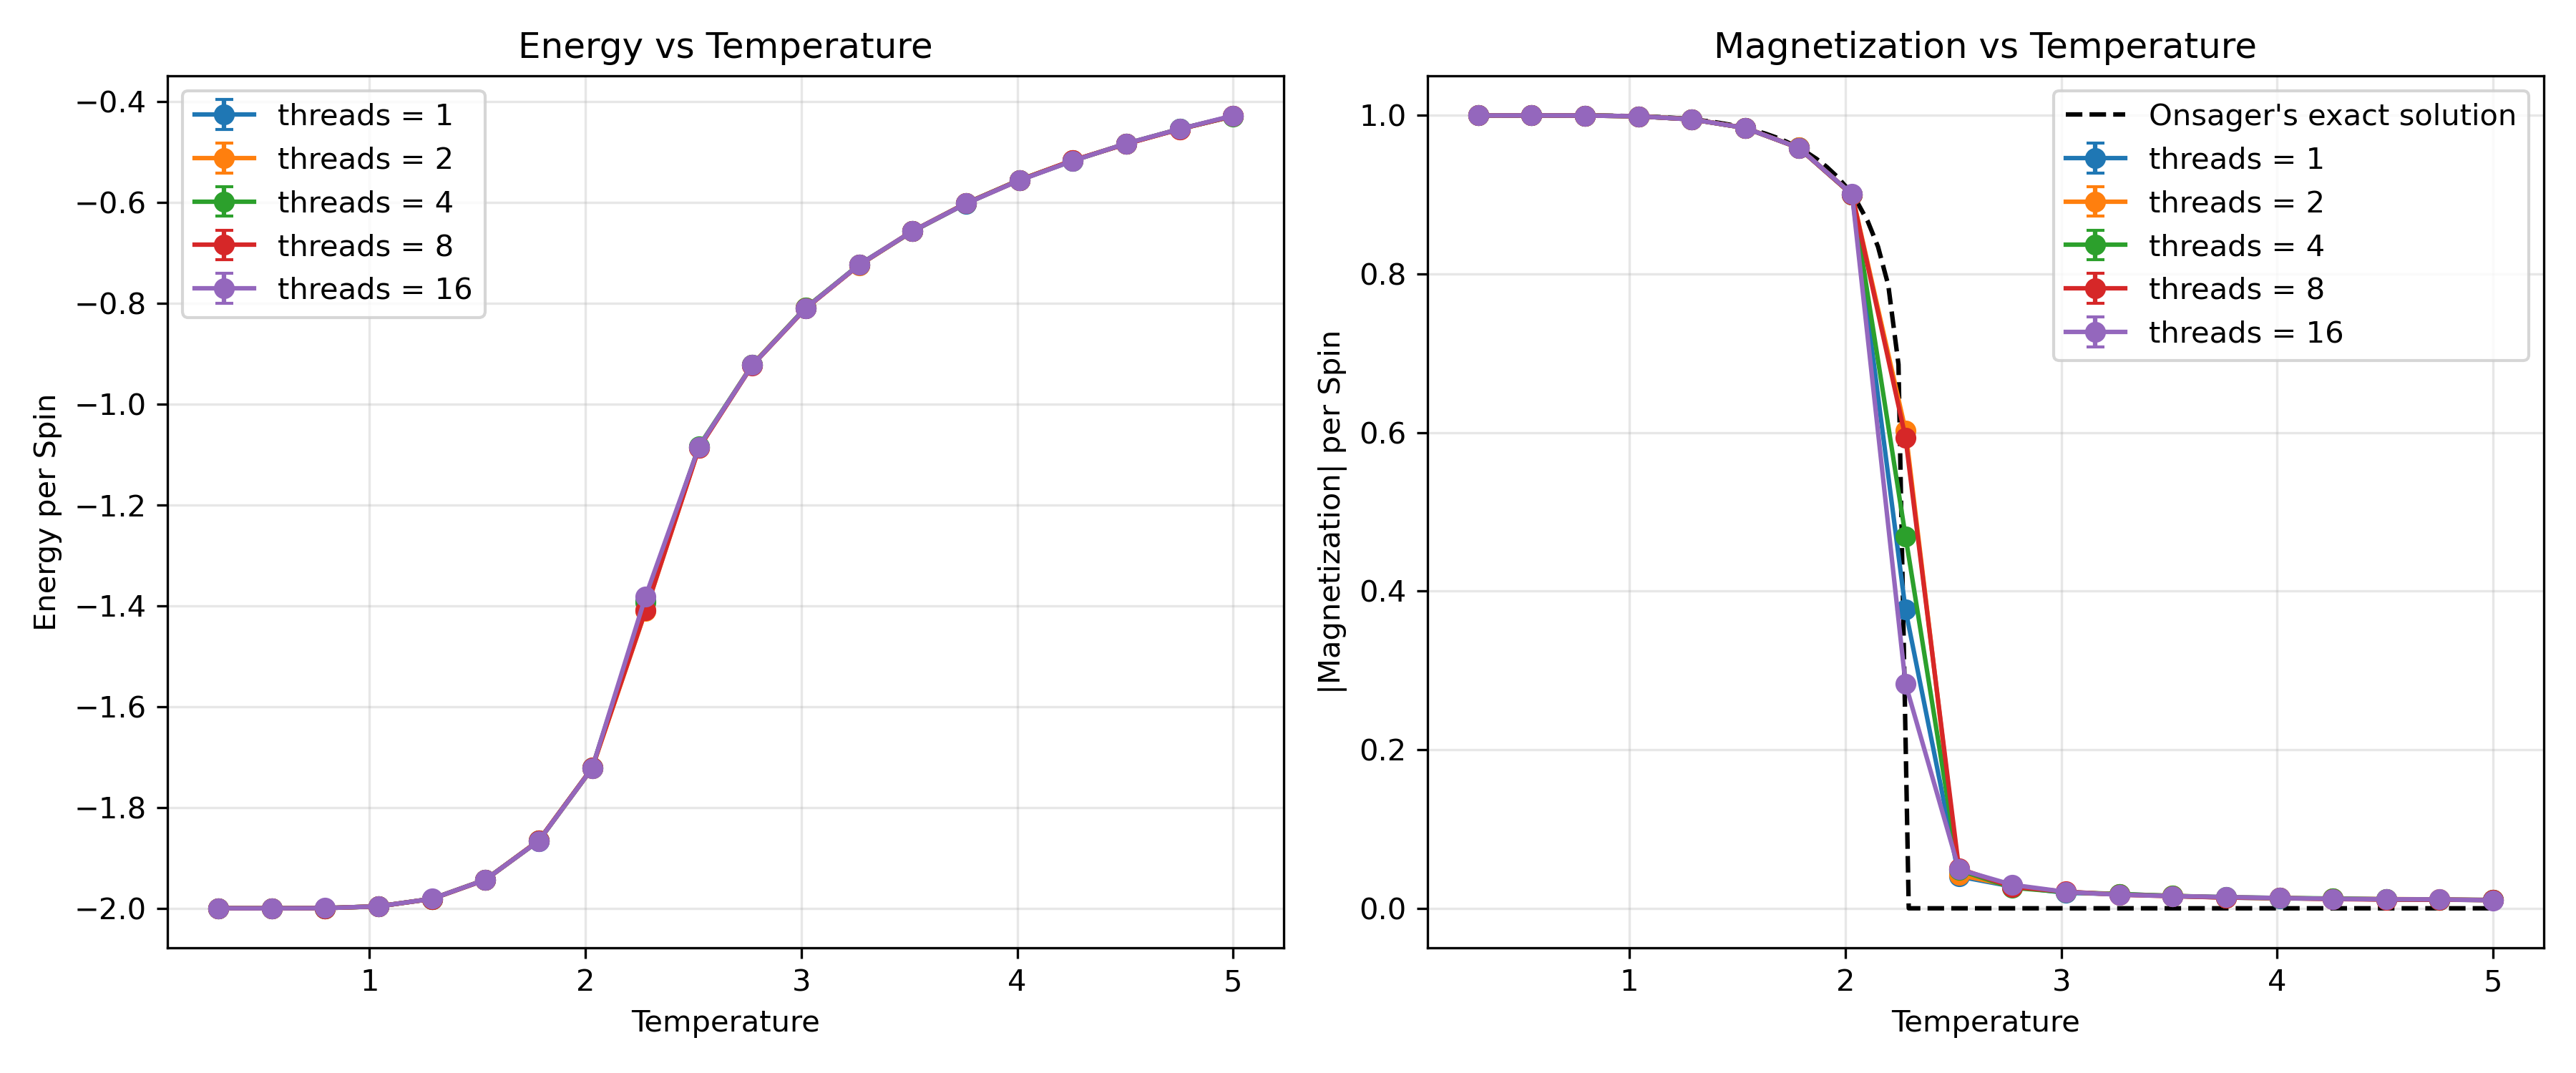 Energy vs Temperature
−0.4
−0.6
−0.8
−1.0
−1.2
−1.4
−1.6
−1.8
−2.0
Energy per Spin
threads = 1
threads = 2
threads = 4
threads = 8
threads = 16
1 2 3 4 5
Temperature
Magnetization vs Temperature
1.0
0.8
0.6
0.4
0.2
0.0
|Magnetization| per Spin
Onsager's exact solution
threads = 1
threads = 2
threads = 4
threads = 8
threads = 16
1 2 3 4 5
Temperature